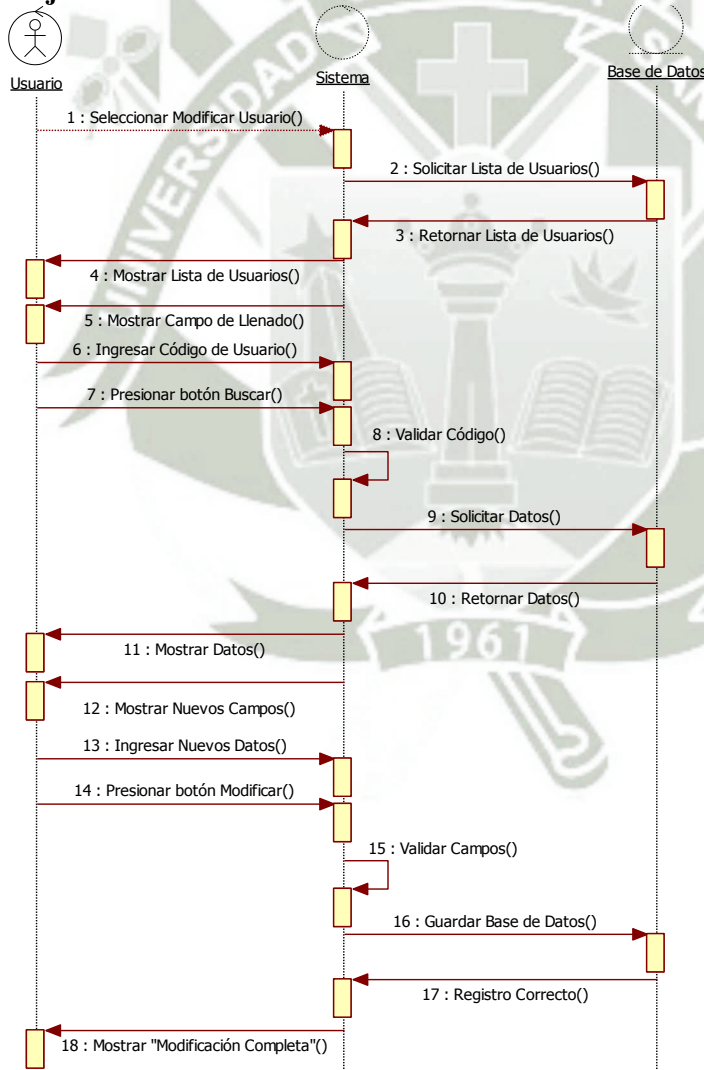 Usuario
Sistema
Base de Datos
1 : Seleccionar Modificar Usuario()
2 : Solicitar Lista de Usuarios()
3 : Retornar Lista de Usuarios()
4 : Mostrar Lista de Usuarios()
5 : Mostrar Campo de Llenado()
6 : Ingresar Código de Usuario()
7 : Presionar botón Buscar()
8 : Validar Código()
9 : Solicitar Datos()
10 : Retornar Datos()
11 : Mostrar Datos()
12 : Mostrar Nuevos Campos()
13 : Ingresar Nuevos Datos()
14 : Presionar botón Modificar()
15 : Validar Campos()
16 : Guardar Base de Datos()
17 : Registro Correcto()
18 : Mostrar "Modificación Completa"()
UNIVERSIDAD
1961